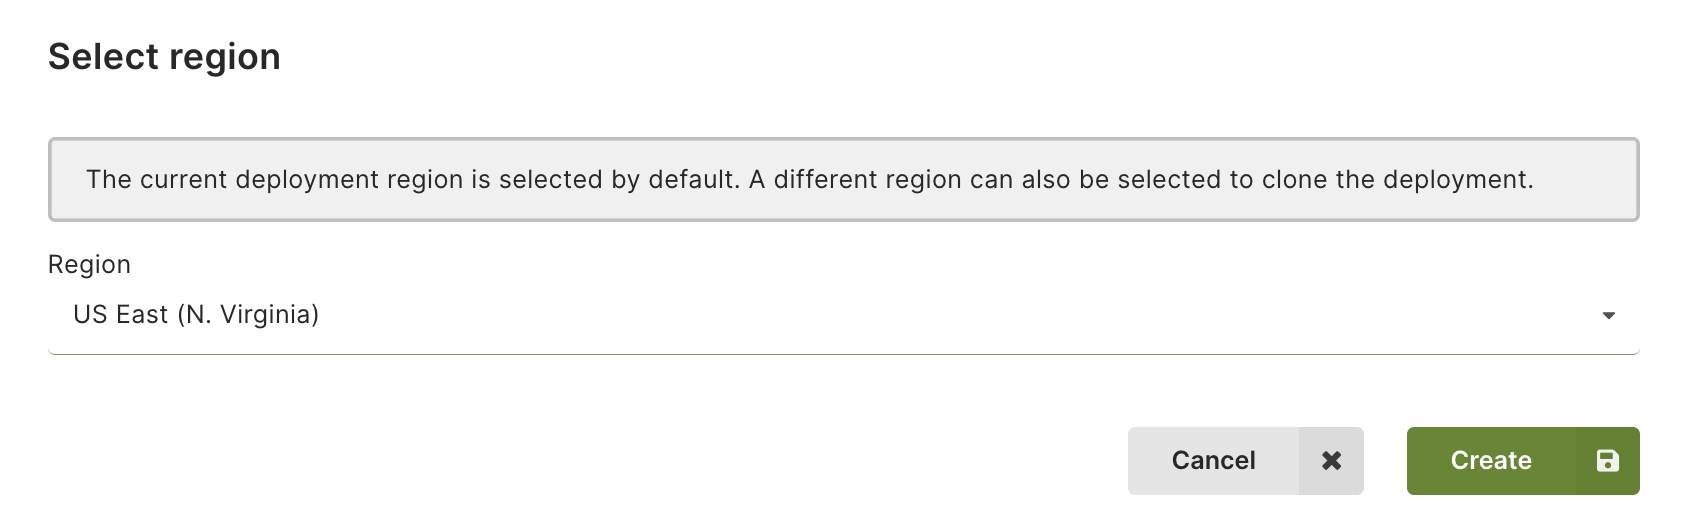 Select region
The current deployment region is selected by default. A different region can also be selected to clone the deployment.
Region
US East (N. Virginia)
Cancel
Create